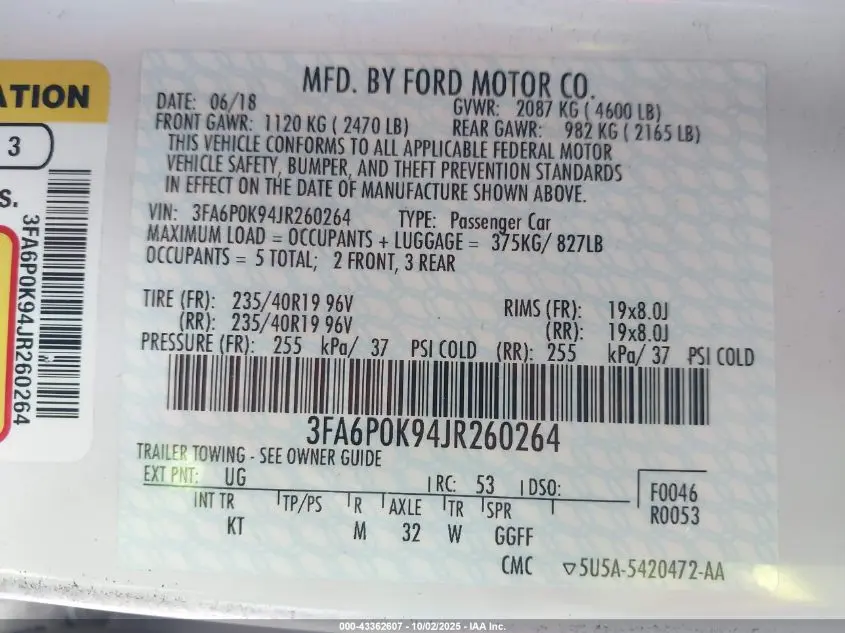 ATION
3
S.
3FA6P0K94JR260264
MFD. BY FORD MOTOR CO.
DATE: 06/18 GVWR: 2087 KG ( 4600 LB)
FRONT GAWR: 1120 KG ( 2470 LB) REAR GAWR: 982 KG ( 2165 LB)
THIS VEHICLE CONFORMS TO ALL APPLICABLE FEDERAL MOTOR
VEHICLE SAFETY, BUMPER, AND THEFT PREVENTION STANDARDS
IN EFFECT ON THE DATE OF MANUFACTURE SHOWN ABOVE.
VIN: 3FA6P0K94JR260264 TYPE: Passenger Car
MAXIMUM LOAD = OCCUPANTS + LUGGAGE = 375KG/ 827LB
OCCUPANTS = 5 TOTAL; 2 FRONT, 3 REAR
TIRE (FR): 235/40R19 96V RIMS (FR): 19x8.0J
(RR): 235/40R19 96V (RR): 19x8.0J
PRESSURE (FR): 255 kPa/ 37 PSI COLD (RR): 255 kPa/ 37 PSI COLD
3FA6P0K94JR260264
TRAILER TOWING - SEE OWNER GUIDE
EXT PNT: UG RC: 53 DSO: F0046
INT TR TP/PS R AXLE TR SPR R0053
KT M 32 W GGFF
CMC ▽5U5A-5420472-AA
000-43362607 - 10/02/2025 - IAA Inc.